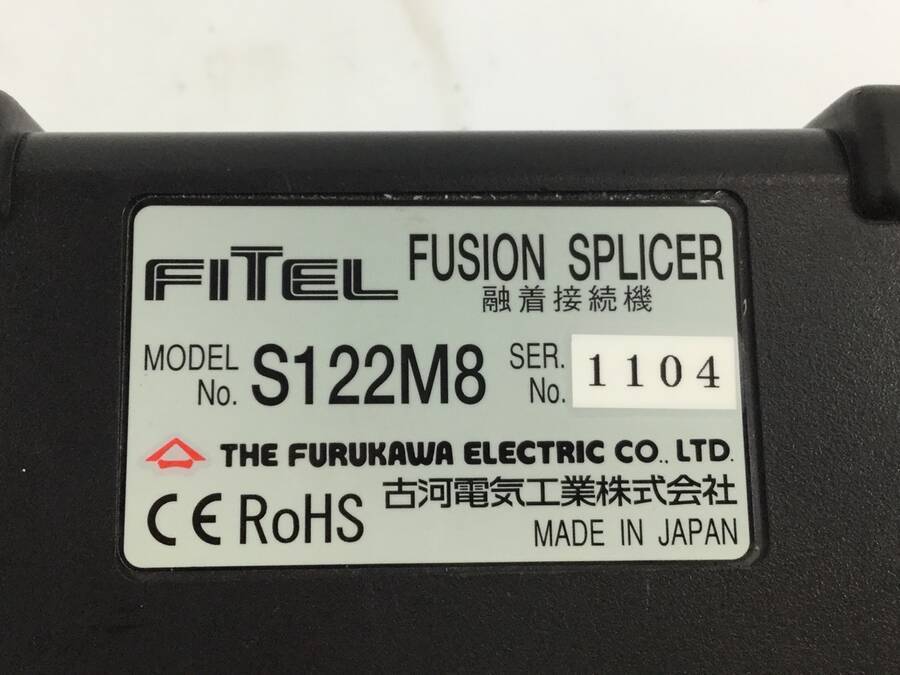 FITEL FUSION SPLICER
融着接続機
MODEL No. S122M8 SER. No. 1104
THE FURUKAWA ELECTRIC CO., LTD.
古河電気工業株式会社
CE RoHS MADE IN JAPAN